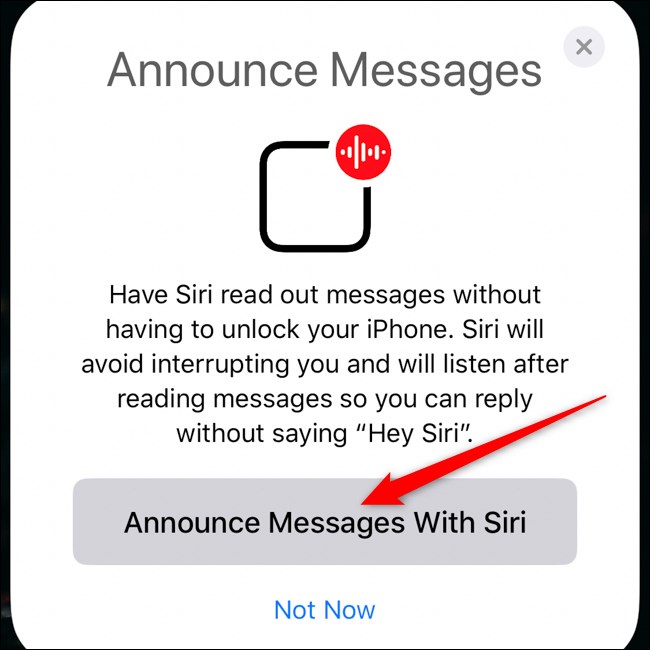 Announce Messages
Have Siri read out messages without
having to unlock your iPhone. Siri will
avoid interrupting you and will listen after
reading messages so you can reply
without saying “Hey Siri”.
Announce Messages With Siri
Not Now